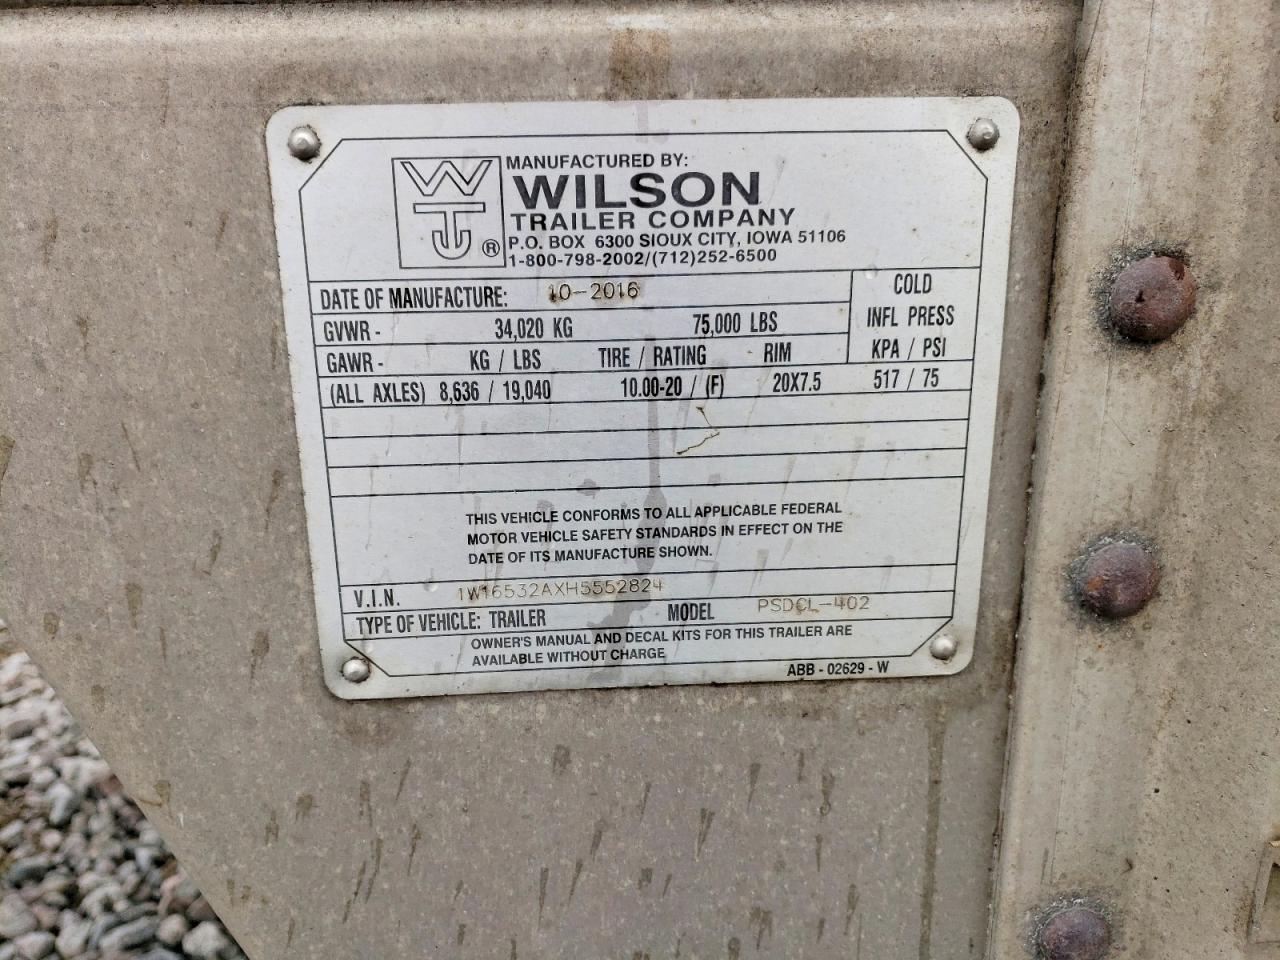 MANUFACTURED BY:
WILSON
TRAILER COMPANY
P.O. BOX 6300 SIOUX CITY, IOWA 51106
1-800-798-2002/(712)252-6500
WT ®
DATE OF MANUFACTURE: 10-2016
COLD
INFL PRESS
KPA / PSI
GVWR - 34,020 KG 75,000 LBS
GAWR - KG / LBS TIRE / RATING RIM
(ALL AXLES) 8,636 / 19,040 10.00-20 / (F) 20X7.5 517 / 75
THIS VEHICLE CONFORMS TO ALL APPLICABLE FEDERAL
MOTOR VEHICLE SAFETY STANDARDS IN EFFECT ON THE
DATE OF ITS MANUFACTURE SHOWN.
V.I.N. 1W16532AXH5552824
TYPE OF VEHICLE: TRAILER MODEL PSDCL-402
OWNER'S MANUAL AND DECAL KITS FOR THIS TRAILER ARE
AVAILABLE WITHOUT CHARGE
ABB - 02629 - W